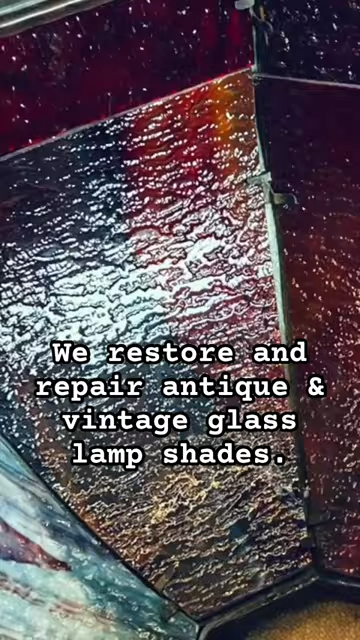 We restore and
repair antique &
vintage glass
lamp shades.